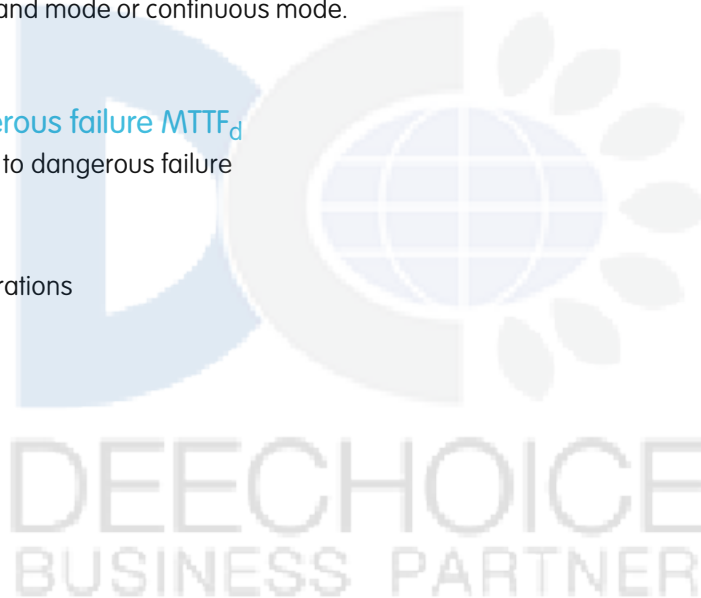 and mode or continuous mode.
erous failure MTTFd
to dangerous failure
rations
DEECHOICE
BUSINESS PARTNER